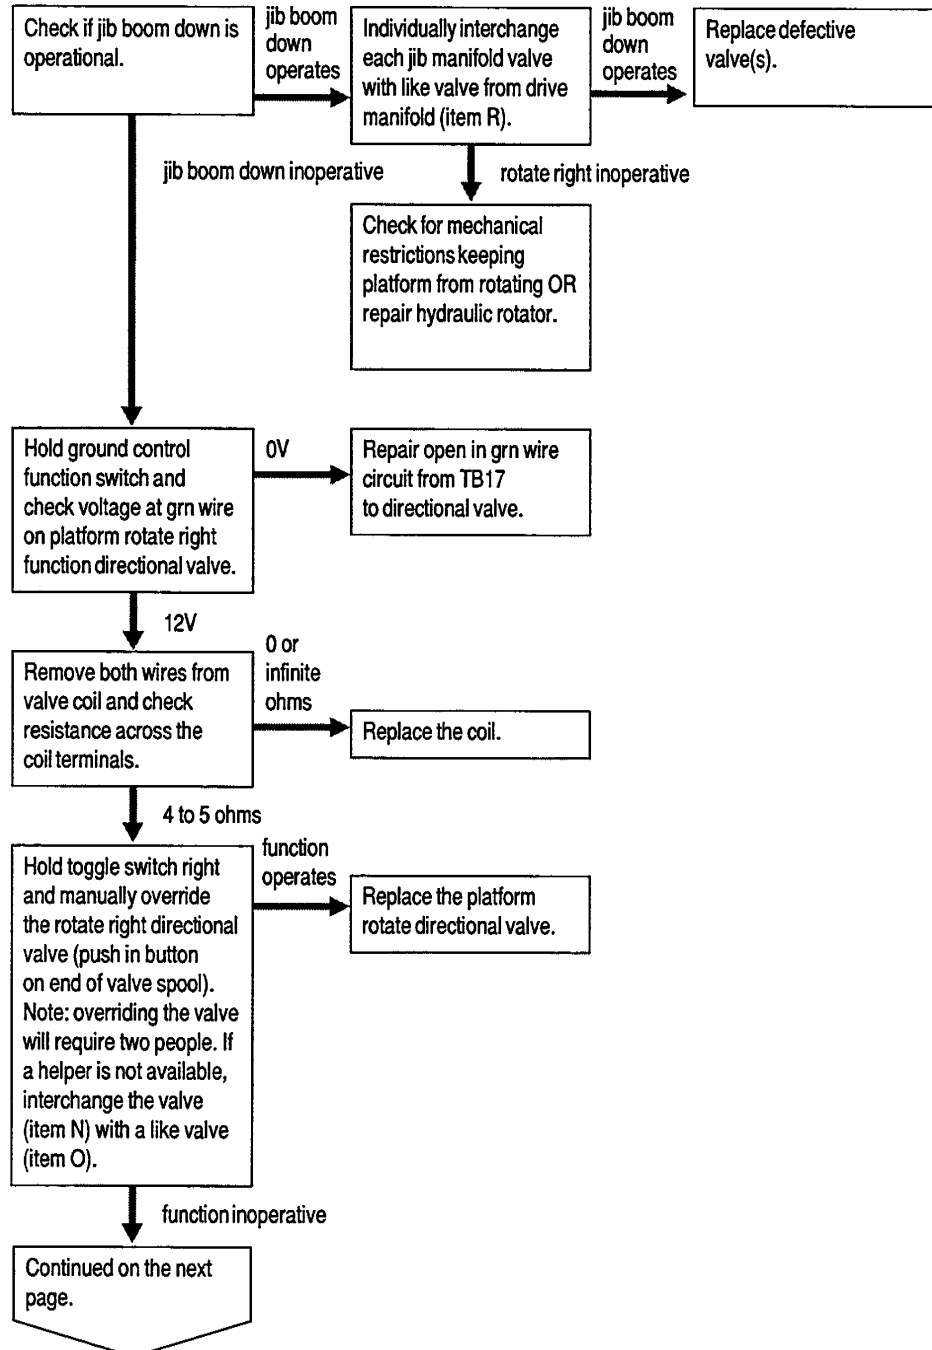 Check if jib boom down is
operational.
jib boom
down
operates
Individually interchange
each jib manifold valve
with like valve from drive
manifold (item R).
jib boom
down
operates
Replace defective
valve(s).
jib boom down inoperative
rotate right inoperative
Check for mechanical
restrictions keeping
platform from rotating OR
repair hydraulic rotator.
Hold ground control
function switch and
check voltage at grn wire
on platform rotate right
function directional valve.
0V
Repair open in grn wire
circuit from TB17
to directional valve.
12V
Remove both wires from
valve coil and check
resistance across the
coil terminals.
0 or
infinite
ohms
Replace the coil.
4 to 5 ohms
Hold toggle switch right
and manually override
the rotate right directional
valve (push in button
on end of valve spool).
Note: overriding the valve
will require two people. If
a helper is not available,
interchange the valve
(item N) with a like valve
(item O).
function
operates
Replace the platform
rotate directional valve.
function inoperative
Continued on the next
page.